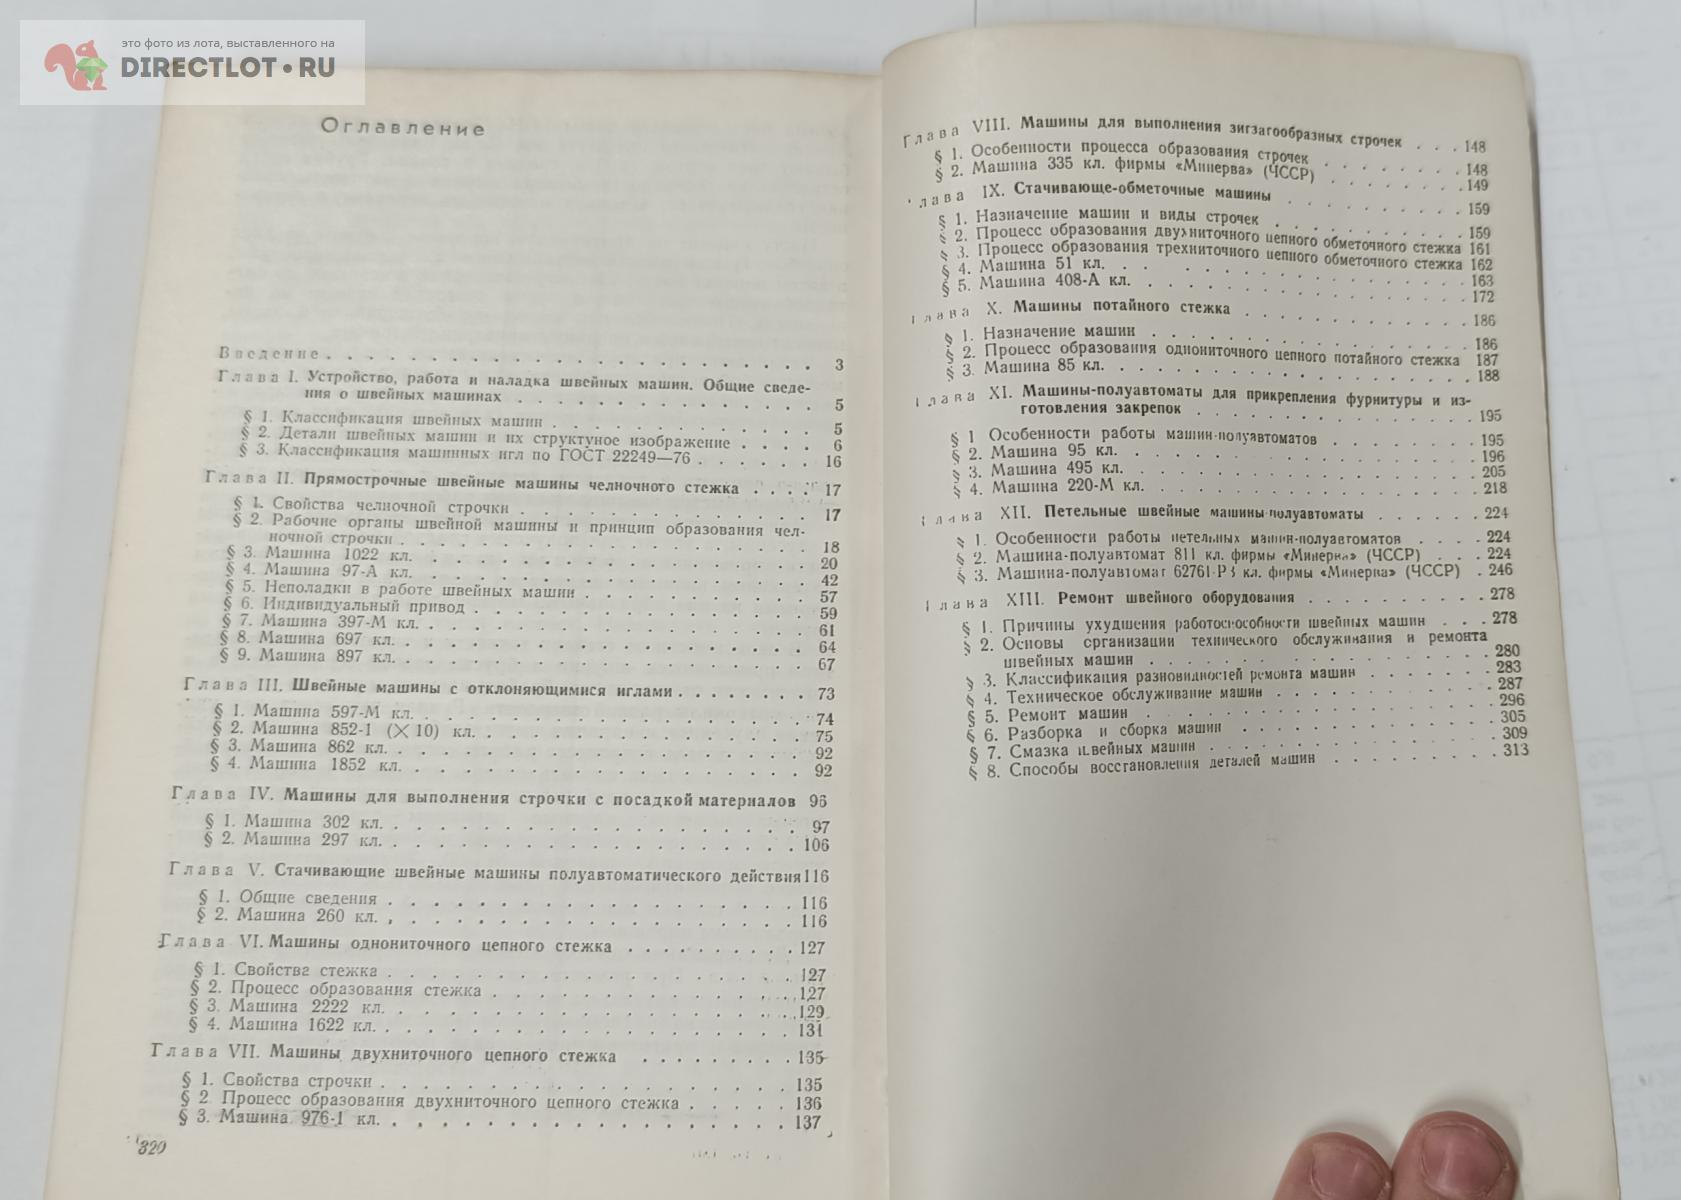 это фото из лота, выставленного на
DIRECTLOT•RU
Оглавление
Введение . . . 3
Глава I. Устройство, работа и наладка швейных машин. Общие сведе-
ния о швейных машинах . . . 5
§ 1. Классификация швейных машин . . . 5
§ 2. Детали швейных машин и их структуное изображение . . . 6
§ 3. Классификация машинных игл по ГОСТ 22249—76 . . . 16
Глава II. Прямострочные швейные машины челночного стежка . . . 17
§ 1. Свойства челночной строчки . . . 17
§ 2. Рабочие органы швейной машины и принцип образования чел-
ночной строчки . . . 18
§ 3. Машина 1022 кл. . . . 20
§ 4. Машина 97-А кл. . . . 42
§ 5. Неполадки в работе швейных машин . . . 57
§ 6. Индивидуальный привод . . . 59
§ 7. Машина 397-М кл. . . . 61
§ 8. Машина 697 кл. . . . 64
§ 9. Машина 897 кл. . . . 67
Глава III. Швейные машины с отклоняющимися иглами . . . 73
§ 1. Машина 597-М кл. . . . 74
§ 2. Машина 852-1 (×10) кл. . . . 75
§ 3. Машина 862 кл. . . . 92
§ 4. Машина 1852 кл. . . . 92
Глава IV. Машины для выполнения строчки с посадкой материалов 96
§ 1. Машина 302 кл. . . . 97
§ 2. Машина 297 кл. . . . 106
Глава V. Стачивающие швейные машины полуавтоматического действия 116
§ 1. Общие сведения . . . 116
§ 2. Машина 260 кл. . . . 116
Глава VI. Машины однониточного цепного стежка . . . 127
§ 1. Свойства стежка . . . 127
§ 2. Процесс образования стежка . . . 127
§ 3. Машина 2222 кл. . . . 129
§ 4. Машина 1622 кл. . . . 131
Глава VII. Машины двухниточного цепного стежка . . . 135
§ 1. Свойства строчки . . . 135
§ 2 Процесс образования двухниточного цепного стежка . . . 136
§ 3. Машина 976-1 кл. . . . 137
320
Глава VIII. Машины для выполнения зигзагообразных строчек . . . 148
§ 1. Особенности процесса образования строчек . . . 148
§ 2. Машина 335 кл. фирмы «Минерва» (ЧССР) . . . 149
Глава IX. Стачивающе-обметочные машины . . . 159
§ 1. Назначение машин и виды строчек . . . 159
§ 2. Процесс образования двухниточного цепного обметочного стежка 161
§ 3. Процесс образования трехниточного цепного обметочного стежка 162
§ 4. Машина 51 кл. . . . 163
§ 5. Машина 408-А кл. . . . 172
Глава X. Машины потайного стежка . . . 186
§ 1. Назначение машин . . . 186
§ 2. Процесс образования однониточного цепного потайного стежка 187
§ 3. Машина 85 кл. . . . 188
Глава XI. Машины-полуавтоматы для прикрепления фурнитуры и из-
готовления закрепок . . . 195
§ 1 Особенности работы машин-полуавтоматов . . . 195
§ 2. Машина 95 кл. . . . 196
§ 3. Машина 495 кл. . . . 205
§ 4. Машина 220-М кл. . . . 218
Глава XII. Петельные швейные машины-полуавтоматы . . . 224
§ 1. Особенности работы петельных машин-полуавтоматов . . . 224
§ 2. Машина-полуавтомат 811 кл. фирмы «Минерва» (ЧССР) . . . 224
§ 3. Машина-полуавтомат 62761-Р3 кл. фирмы «Минерва» (ЧССР) . 246
Глава XIII. Ремонт швейного оборудования . . . 278
§ 1. Причины ухудшения работоспособности швейных машин . . . 278
§ 2. Основы организации технического обслуживания и ремонта
швейных машин . . . 280
§ 3. Классификация разновидностей ремонта машин . . . 283
§ 4. Техническое обслуживание машин . . . 287
§ 5. Ремонт машин . . . 296
§ 6. Разборка и сборка машин . . . 305
§ 7. Смазка швейных машин . . . 309
§ 8. Способы восстановления деталей машин . . . 313